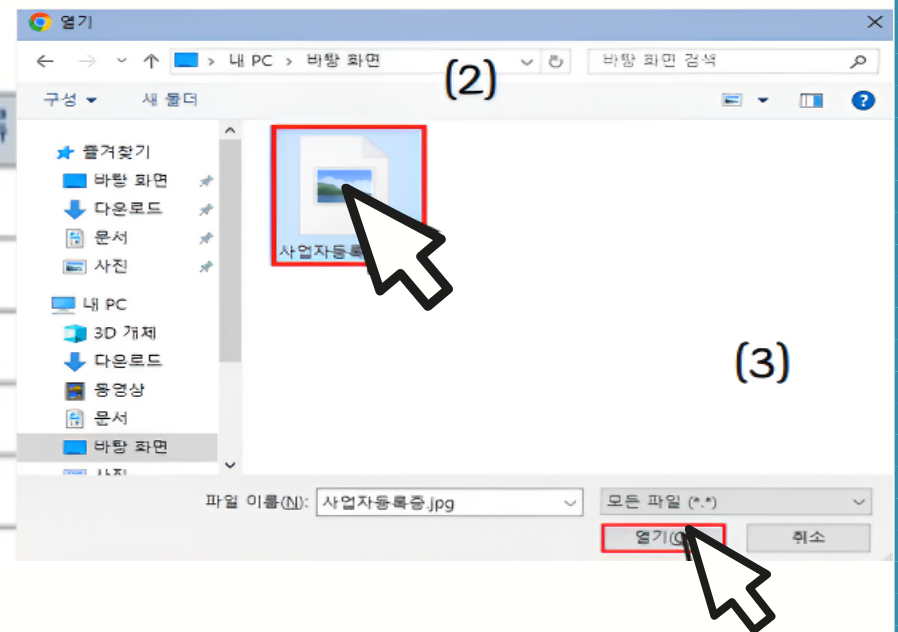 열기
내 PC > 바탕 화면
바탕 화면 검색
(2)
구성
새 폴더
즐겨찾기
바탕 화면
다운로드
문서
사진
내 PC
3D 개체
다운로드
동영상
문서
바탕 화면
사진
사업자등록
(3)
파일 이름(N): 사업자등록증.jpg
모든 파일 (*.*)
열기(O)
취소